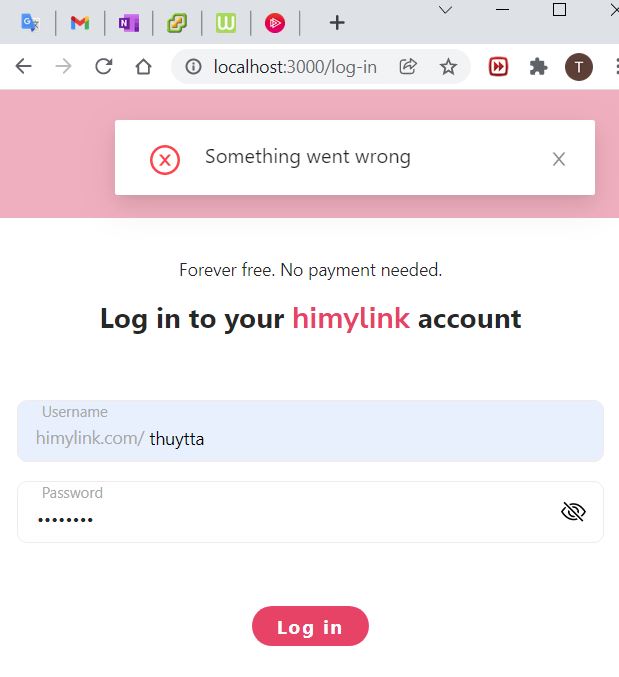 localhost:3000/log-in
T
Something went wrong
Forever free. No payment needed.
Log in to your himylink account
Username
himylink.com/ thuytta
Password
••••••••
Log in